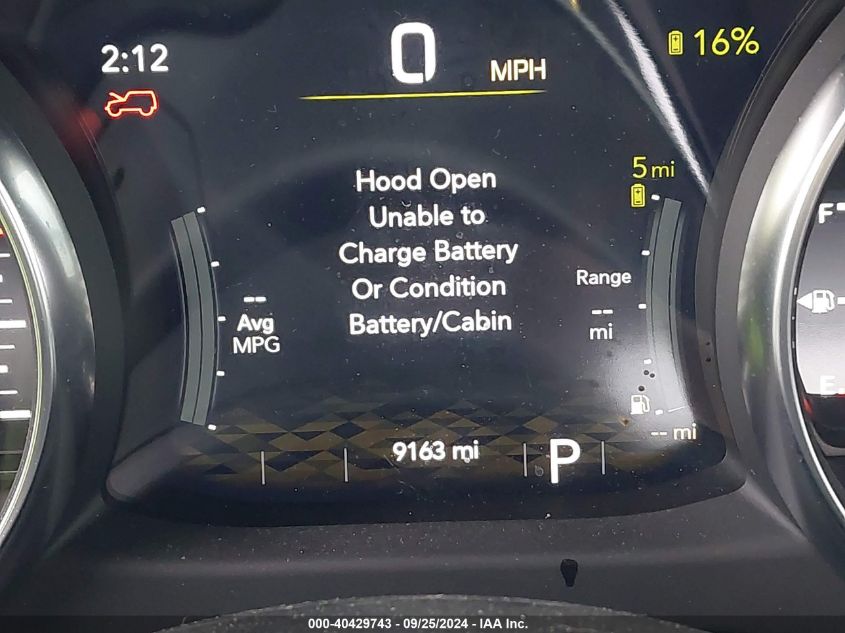 2:12
0
MPH
16%
Hood Open
Unable to
Charge Battery
Or Condition
Battery/Cabin
5 mi
Range
--
mi
--
Avg
MPG
F
E
-- mi
9163 mi
P
000-40429743 / 09/25/2024 - IAA Inc.